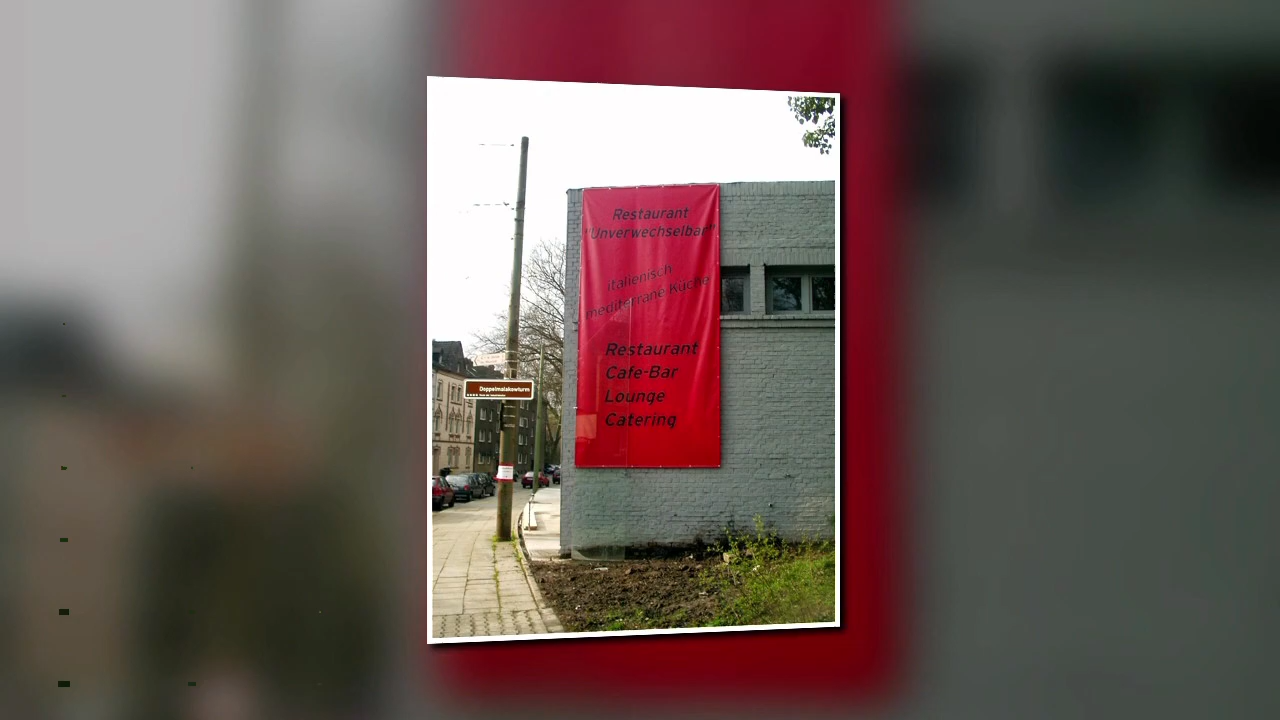 Restaurant
"Unverwechselbar"
italienisch
mediterrane Küche
Restaurant
Cafe-Bar
Lounge
Catering
Doppelmalakowturm